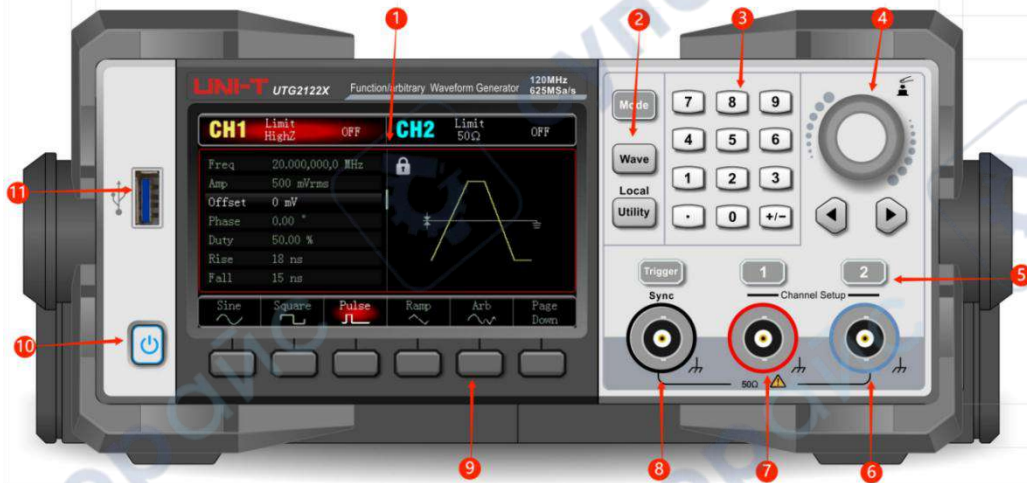 1
2
3
4
UNI-T UTG2122X Function/Arbitrary Waveform Generator 120MHz
625MSa/s
CH1 Limit HighZ OFF CH2 Limit 50Ω OFF
Freq 20.000,000,0 MHz
Amp 500 mVrms
Offset 0 mV
Phase 0.00 °
Duty 50.00 %
Rise 18 ns
Fall 15 ns
Sine Square Pulse Ramp Arb Page Down
Mode
Wave
Local
Utility
7 8 9
4 5 6
1 2 3
. 0 +/-
Trigger 1 2
5
Sync Channel Setup
50Ω
11
10
9
8
7
6